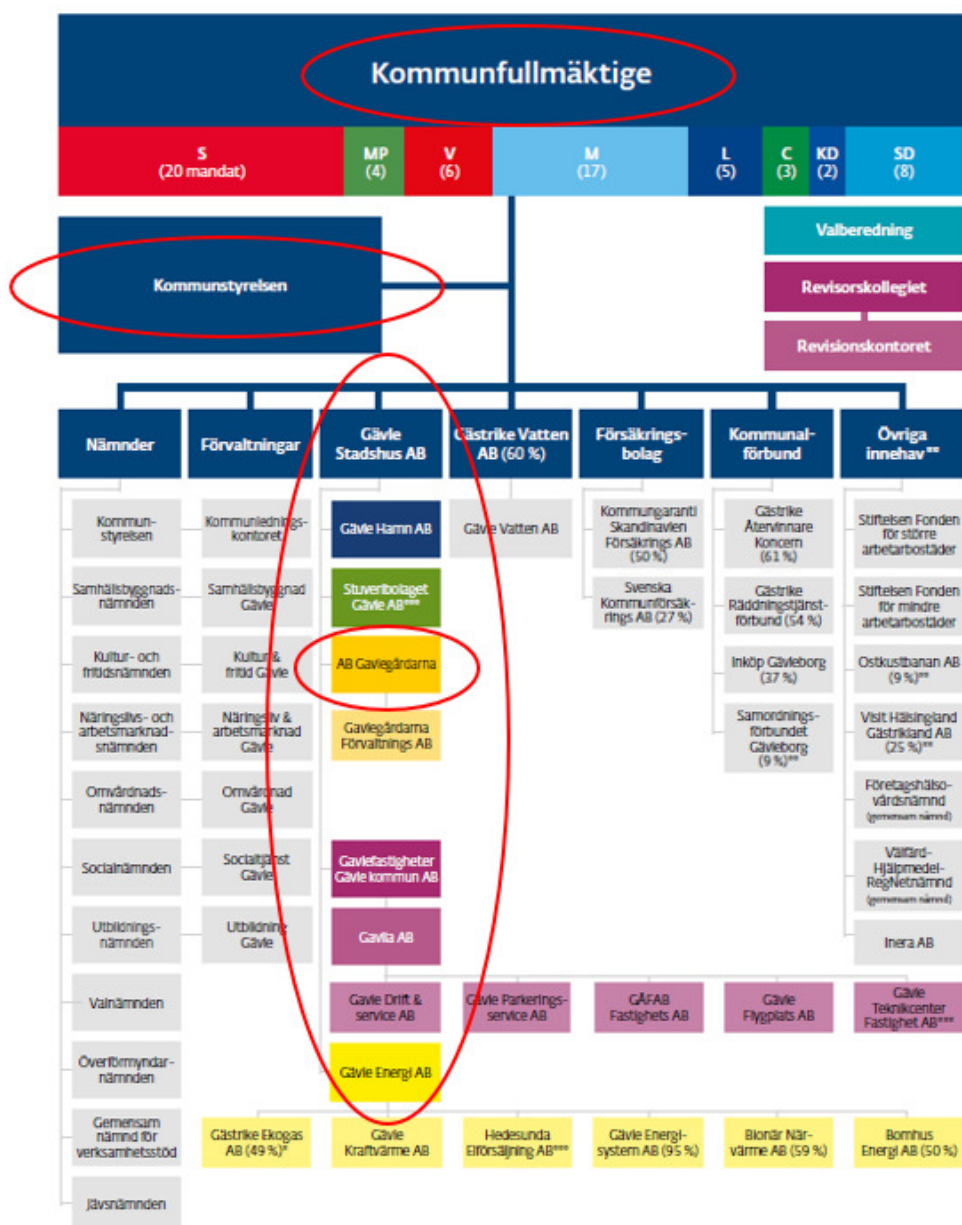 Kommunfullmäktige
S
(20 mandat)
MP
(4)
V
(6)
M
(17)
L
(5)
C
(3)
KD
(2)
SD
(8)
Valberedning
Kommunstyrelsen
Revisorskollegiet
Revisionskontoret
Nämnder
Förvaltningar
Gävle
Stadshus AB
Gästrike Vatten
AB (60 %)
Försäkrings-
bolag
Kommunal-
förbund
Övriga
innehav**
Kommun-
styrelsen
Samhällsbyggnads-
nämnden
Kultur- och
fritidsnämnden
Näringslivs- och
arbetsmarknads-
nämnden
Omvårdnads-
nämnden
Socialnämnden
Utbildnings-
nämnden
Valnämnden
Överförmyndar-
nämnden
Gemensam
nämnd för
verksamhetsstöd
Jävsnämnden
Kommunlednings-
kontoret
Samhällsbyggnad
Gävle
Kultur &
fritid Gävle
Näringsliv &
arbetsmarknad
Gävle
Omvårdnad
Gävle
Socialtjänst
Gävle
Utbildning
Gävle
Gävle Hamn AB
Stuveribolaget
Gävle AB***
AB Gavlegårdarna
Gavlegårdarna
Förvaltnings AB
Gavlefastigheter
Gävle kommun AB
Gavlia AB
Gävle Drift &
service AB
Gävle Parkerings-
service AB
GÅFAB
Fastighets AB
Gävle
Flygplats AB
Gävle
Teknikcenter
Fastighet AB***
Gävle Energi AB
Gästrike Ekogas
AB (49 %)*
Gävle
Kraftvärme AB
Hedesunda
Elförsäljning AB***
Gävle Energi-
system AB (95 %)
Bionär När-
värme AB (59 %)
Bomhus
Energi AB (50 %)
Gävle Vatten AB
Kommungaranti
Skandinavien
Försäkrings AB
(50 %)
Svenska
Kommunförsäk-
rings AB (27 %)
Gästrike
Återvinnare
Koncern
(61 %)
Gästrike
Räddningstjänst-
förbund (54 %)
Inköp Gävleborg
(37 %)
Samordnings-
förbundet
Gävleborg
(9 %)**
Stiftelsen Fonden
för större
arbetarbostäder
Stiftelsen Fonden
för mindre
arbetarbostäder
Ostkustbanan AB
(9 %)**
Visit Hälsingland
Gästrikland AB
(25 %)**
Företagshälso-
vårdsnämnd
(gemensam nämnd)
Välfärd-
Hjälpmedel-
RegNetnämnd
(gemensam nämnd)
Inera AB